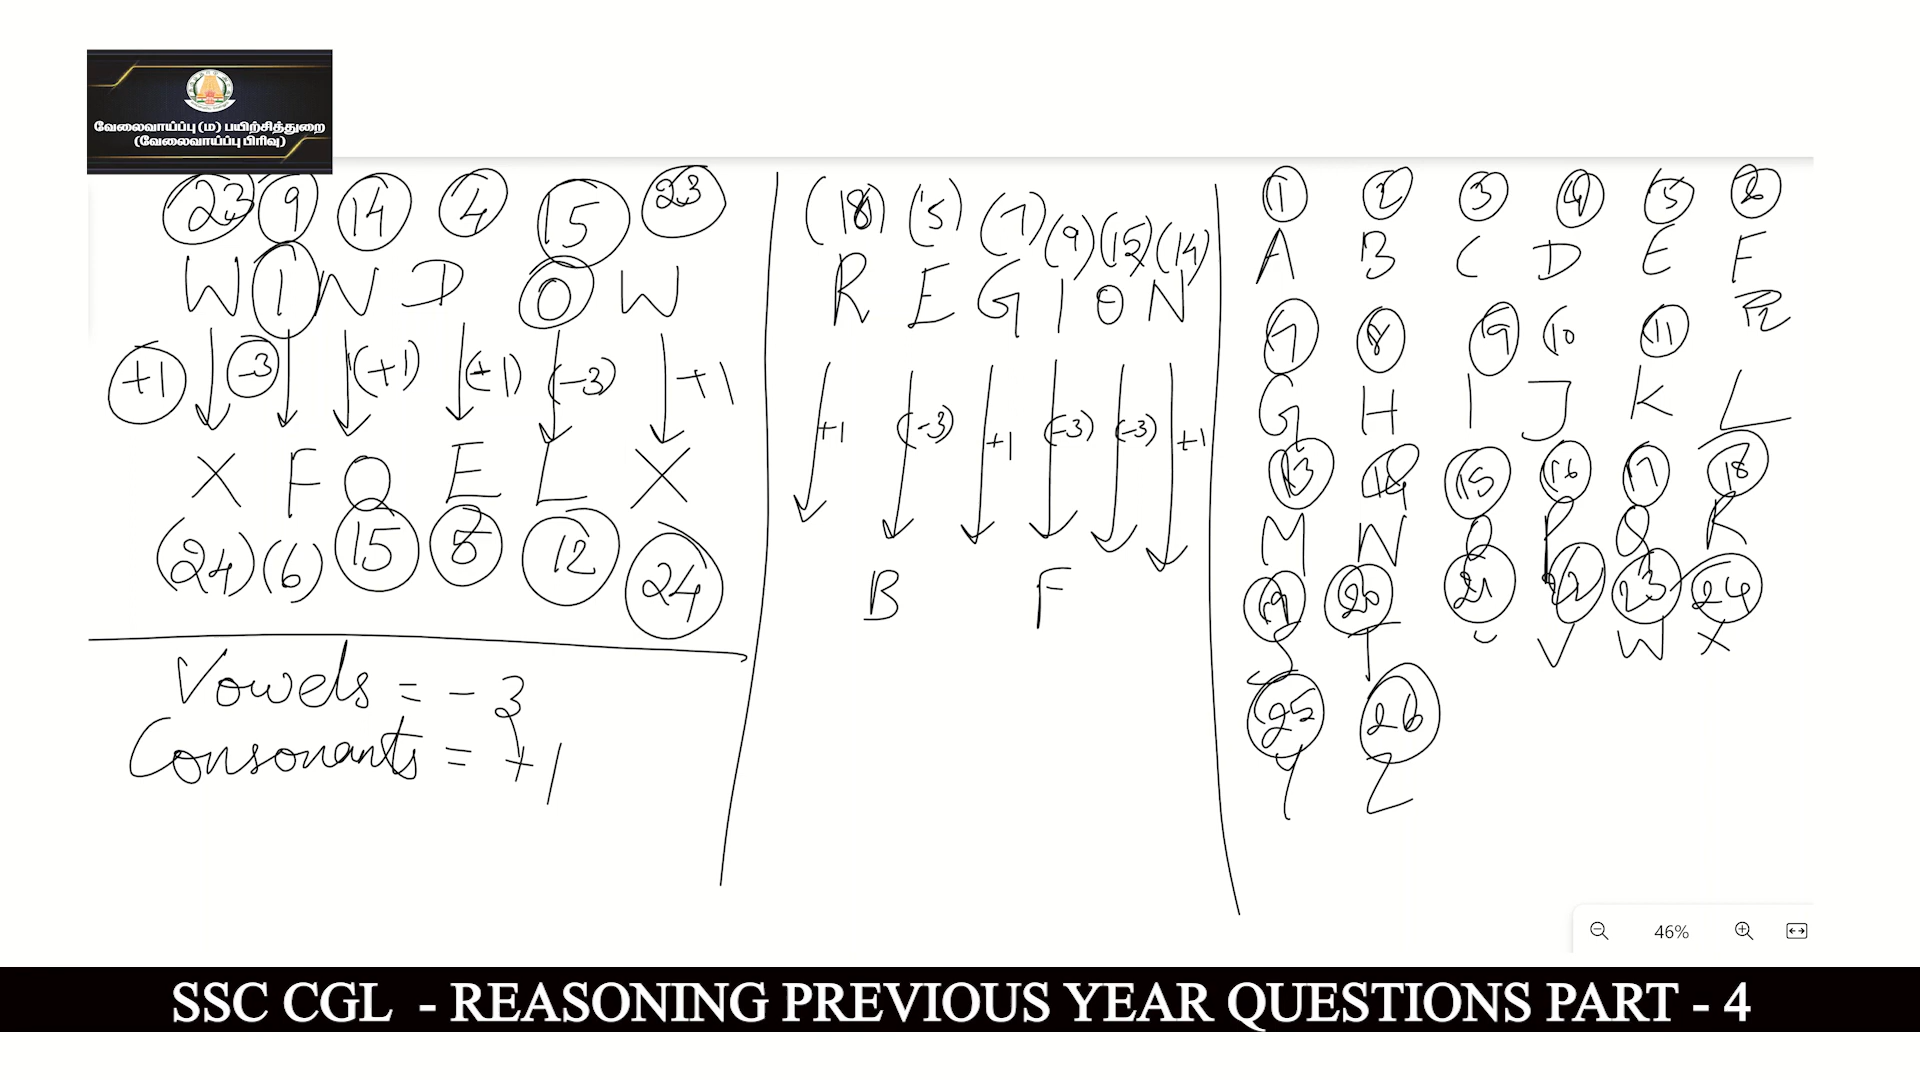 வேலைவாய்ப்பு (ம) பயிற்சித்துறை
(வேலைவாய்ப்பு பிரிவு)
23 9 14 4 15 23
W I N D O W
+1 -3 (+1) (+1) (-3) +1
X F O E L X
(24) (6) 15 5 12 24
Vowels = - 3
Consonants = +1
(18) (5) (7) (9) (15) (14)
R E G I O N
+1 (-3) +1 (-3) (-3) +1
B F
1 2 3 4 5 6
A B C D E F
7 8 9 10 11 12
G H I J K L
13 14 15 16 17 18
M N O P Q R
19 20 21 22 23 24
S T U V W X
25 26
Y Z
46%
SSC CGL - REASONING PREVIOUS YEAR QUESTIONS PART - 4